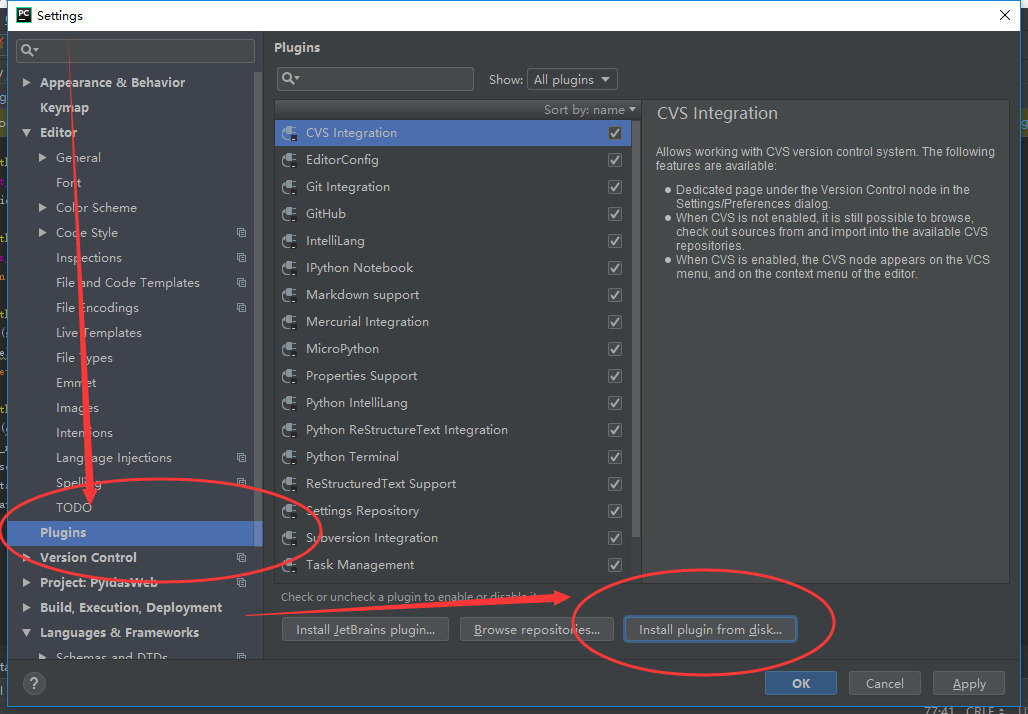 PC Settings
Appearance & Behavior
Keymap
Editor
General
Font
Color Scheme
Code Style
Inspections
File and Code Templates
File Encodings
Live Templates
File Types
Emmet
Images
Intentions
Language Injections
Spelling
TODO
Plugins
Version Control
Project: PyidasWeb
Build, Execution, Deployment
Languages & Frameworks
Schemas and DTDs
?
Plugins
Show: All plugins
Sort by: name
CVS Integration
EditorConfig
Git Integration
GitHub
IntelliLang
IPython Notebook
Markdown support
Mercurial Integration
MicroPython
Properties Support
Python IntelliLang
Python ReStructureText Integration
Python Terminal
ReStructuredText Support
Settings Repository
Subversion Integration
Task Management
Check or uncheck a plugin to enable or disable it
Install JetBrains plugin... Browse repositories... Install plugin from disk...
CVS Integration
Allows working with CVS version control system. The following
features are available:
● Dedicated page under the Version Control node in the
Settings/Preferences dialog.
● When CVS is not enabled, it is still possible to browse,
check out sources from and import into the available CVS
repositories.
● When CVS is enabled, the CVS node appears on the VCS
menu, and on the context menu of the editor.
OK Cancel Apply
77:41 CRLF